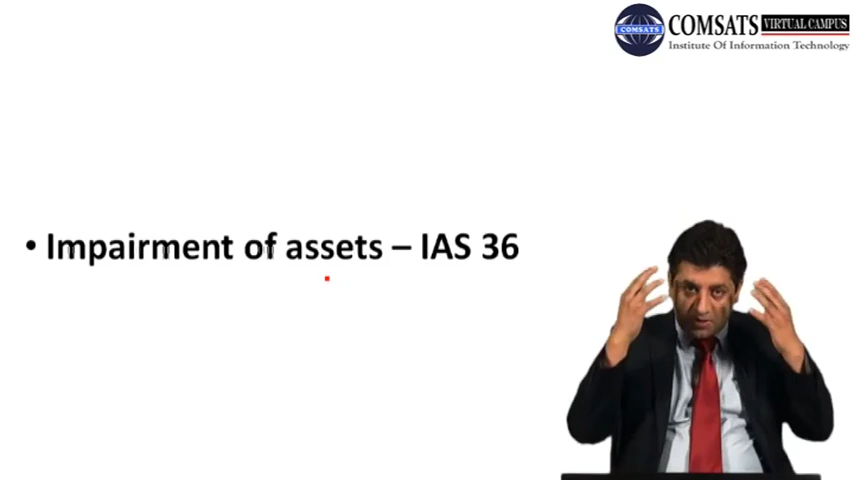 COMSATS VIRTUAL CAMPUS
COMSATS
Institute Of Information Technology
• Impairment of assets – IAS 36